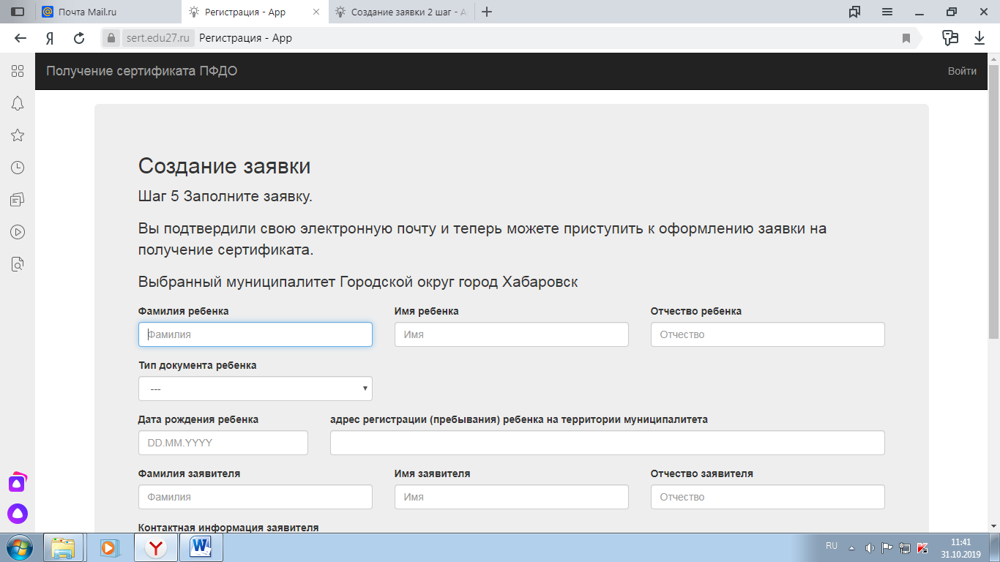 Почта Mail.ru
Регистрация - App
Создание заявки 2 шаг - A
sert.edu27.ru Регистрация - App
Получение сертификата ПФДО
Войти
Создание заявки
Шаг 5 Заполните заявку.
Вы подтвердили свою электронную почту и теперь можете приступить к оформлению заявки на
получение сертификата.
Выбранный муниципалитет Городской округ город Хабаровск
Фамилия ребенка
Имя ребенка
Отчество ребенка
Фамилия
Имя
Отчество
Тип документа ребенка
---
Дата рождения ребенка
адрес регистрации (пребывания) ребенка на территории муниципалитета
DD.MM.YYYY
Фамилия заявителя
Имя заявителя
Отчество заявителя
Фамилия
Имя
Отчество
Контактная информация заявителя
RU
11:41
31.10.2019